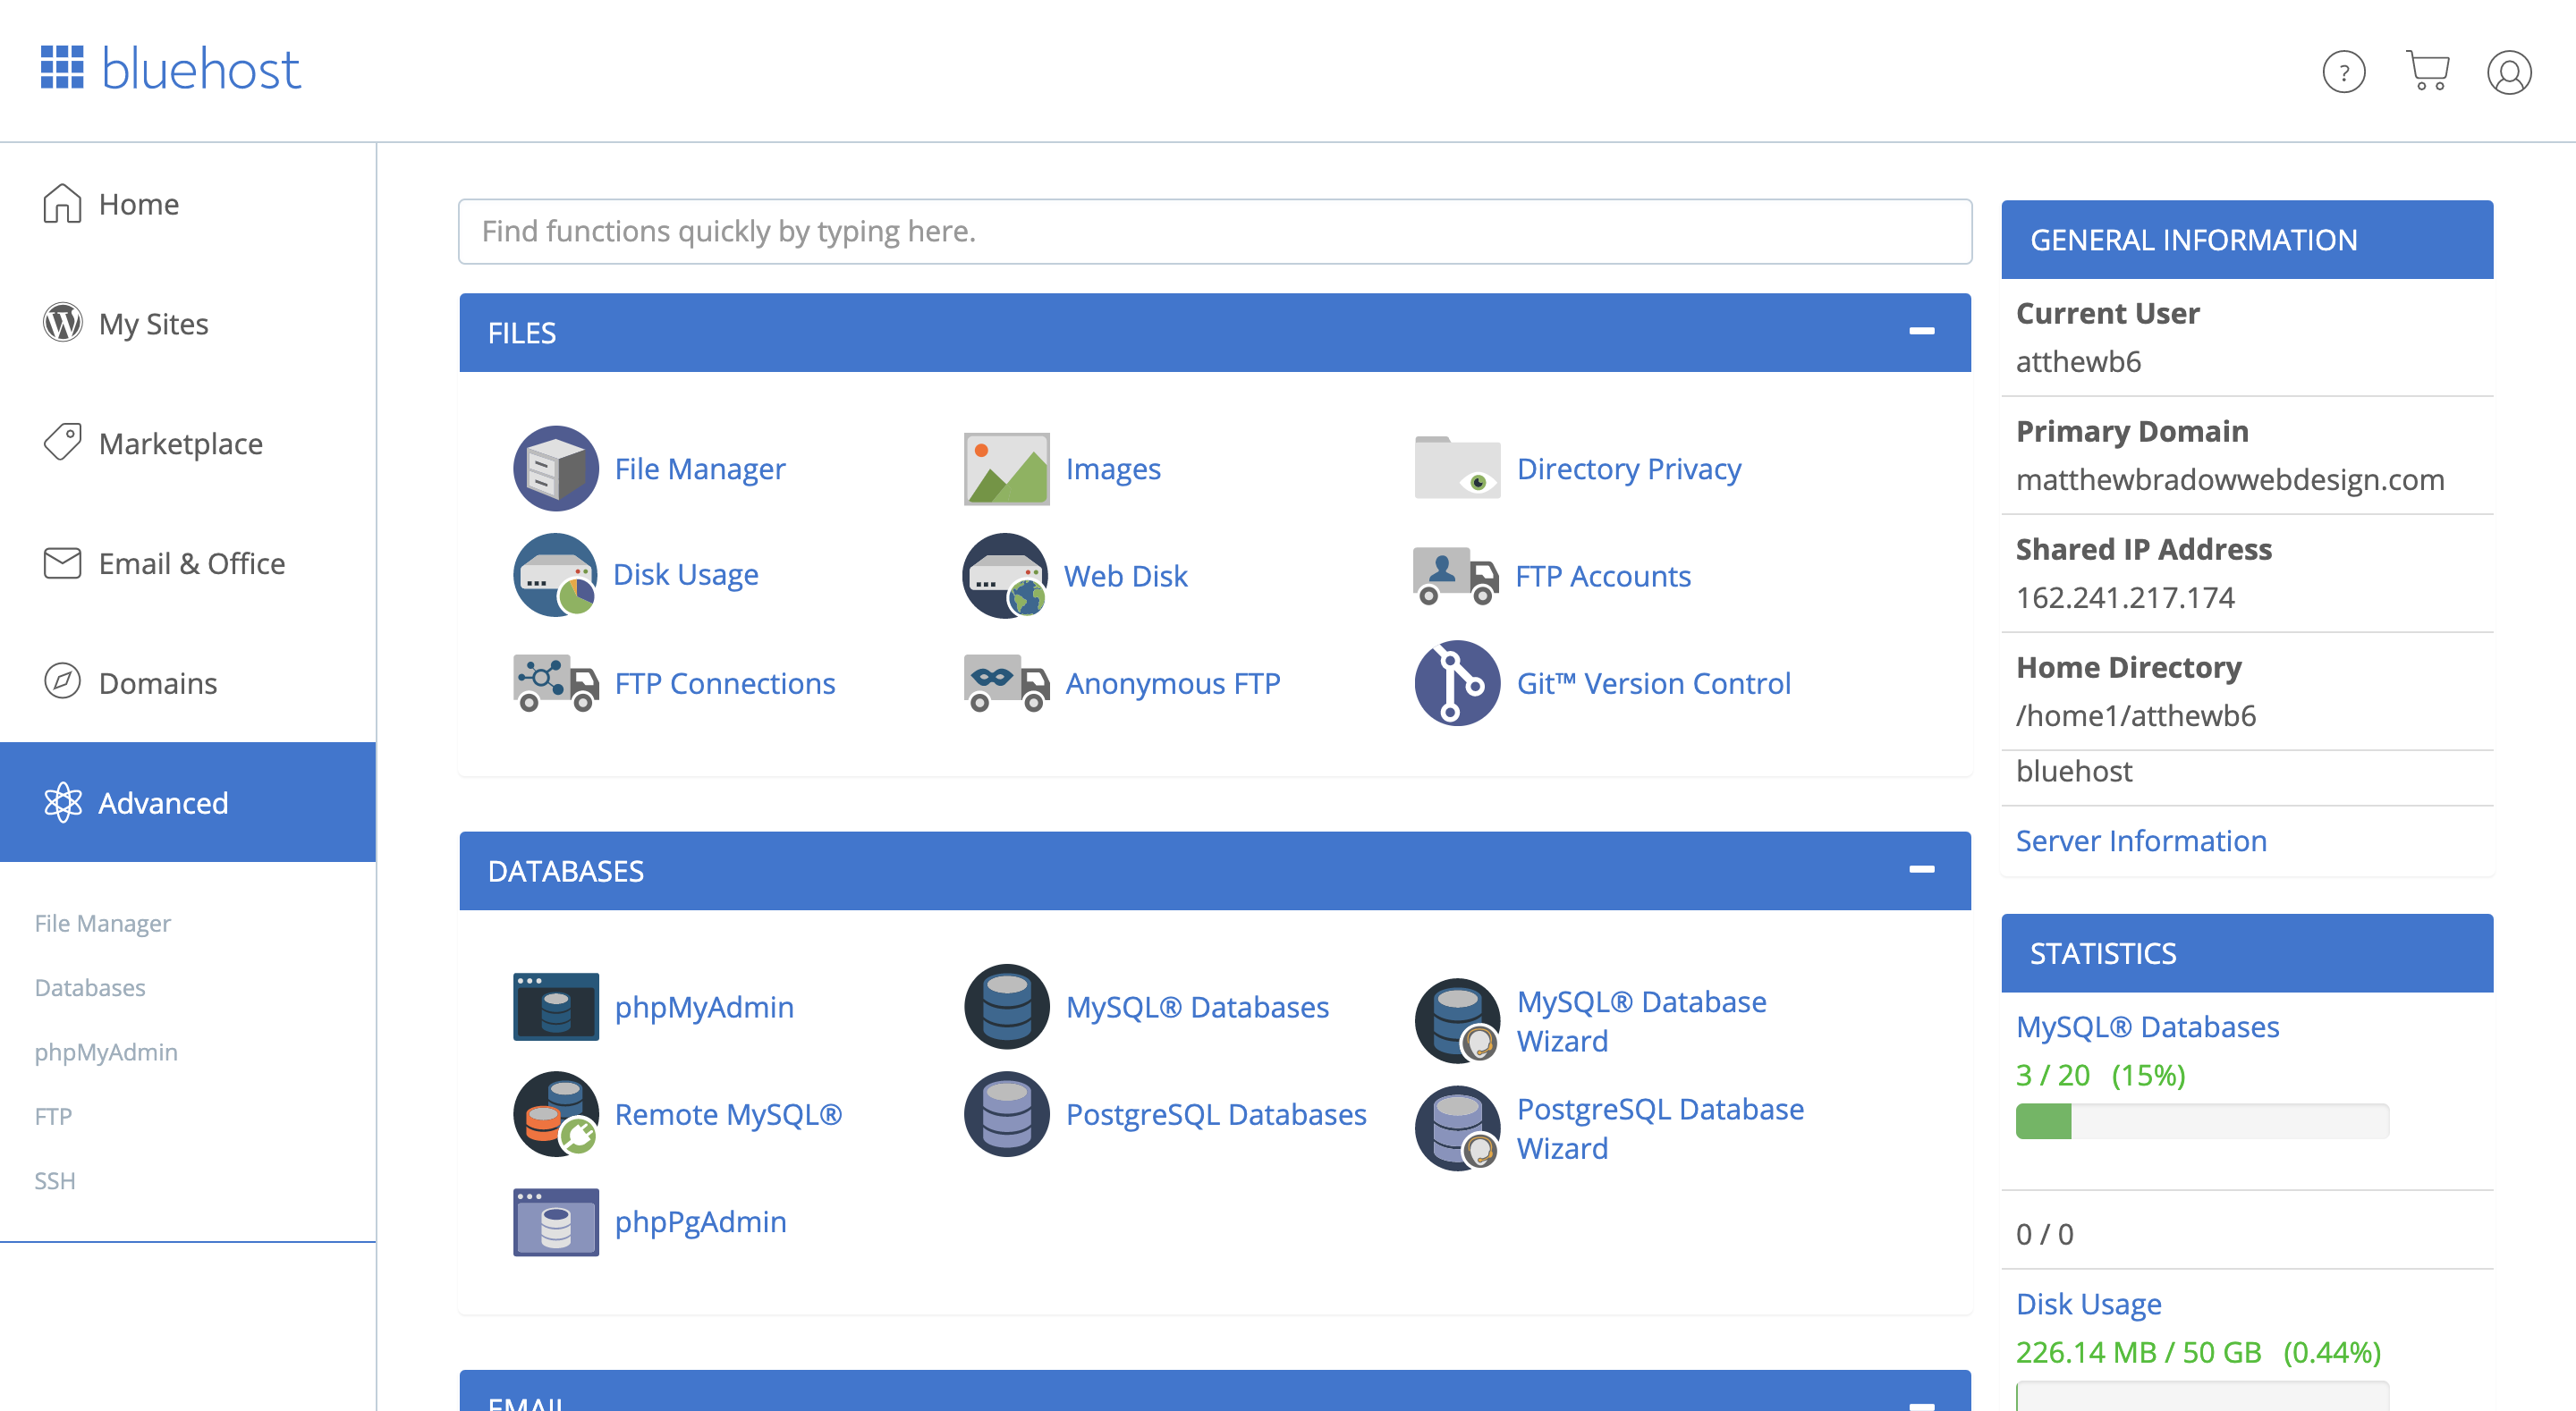 bluehost
?
Home
My Sites
Marketplace
Email & Office
Domains
Advanced
File Manager
Databases
phpMyAdmin
FTP
SSH
Find functions quickly by typing here.
FILES
File Manager
Images
Directory Privacy
Disk Usage
Web Disk
FTP Accounts
FTP Connections
Anonymous FTP
Git™ Version Control
DATABASES
phpMyAdmin
MySQL® Databases
MySQL® Database
Wizard
Remote MySQL®
PostgreSQL Databases
PostgreSQL Database
Wizard
phpPgAdmin
EMAIL
GENERAL INFORMATION
Current User
atthewb6
Primary Domain
matthewbradowwebdesign.com
Shared IP Address
162.241.217.174
Home Directory
/home1/atthewb6
bluehost
Server Information
STATISTICS
MySQL® Databases
3 / 20 (15%)
0 / 0
Disk Usage
226.14 MB / 50 GB (0.44%)